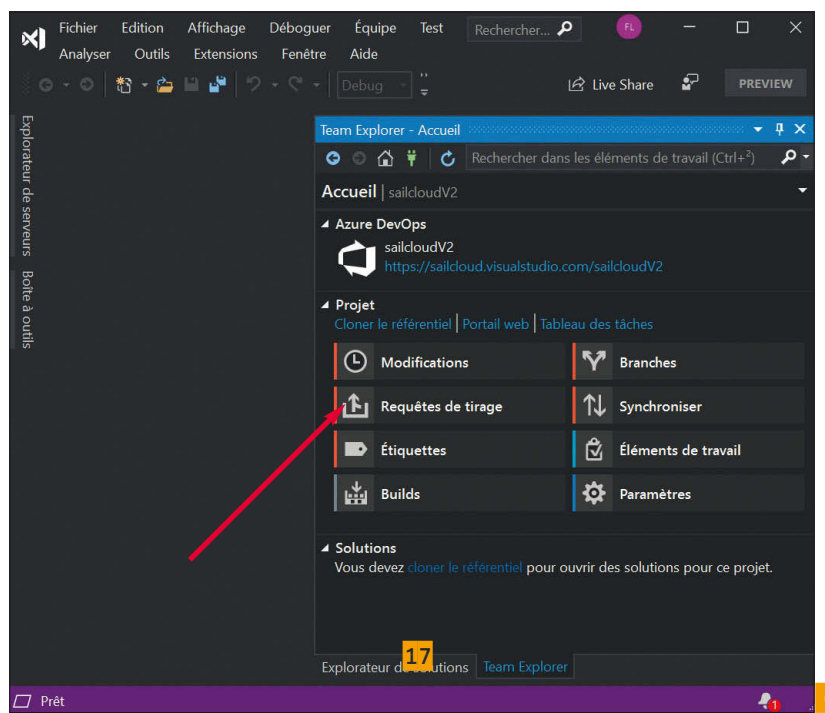 Fichier Edition Affichage Déboguer Équipe Test Rechercher... FL
Analyser Outils Extensions Fenêtre Aide
Debug Live Share PREVIEW
Explorateur de serveurs
Boîte à outils
Team Explorer - Accueil
Rechercher dans les éléments de travail (Ctrl+²)
Accueil | sailcloudV2
Azure DevOps
sailcloudV2
https://sailcloud.visualstudio.com/sailcloudV2
Projet
Cloner le référentiel | Portail web | Tableau des tâches
Modifications Branches
Requêtes de tirage Synchroniser
Étiquettes Éléments de travail
Builds Paramètres
Solutions
Vous devez cloner le référentiel pour ouvrir des solutions pour ce projet.
17
Explorateur utions Team Explorer
Prêt 1